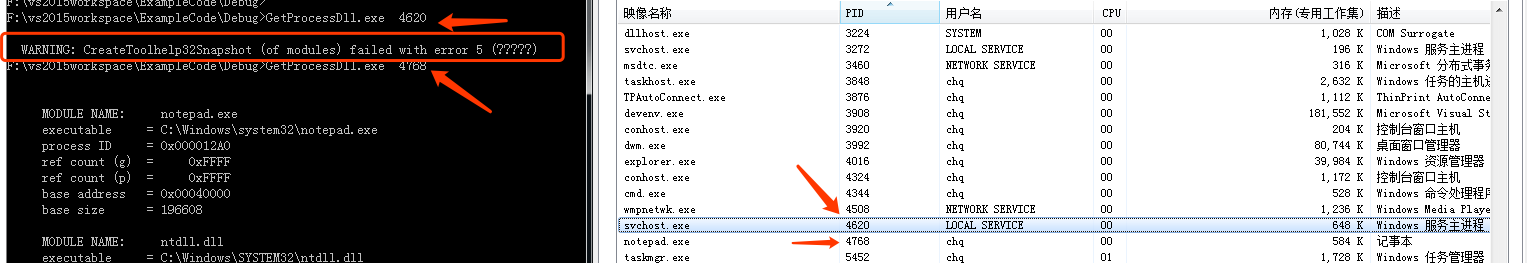 F:\vs2015workspace\ExampleCode\Debug>
F:\vs2015workspace\ExampleCode\Debug>GetProcessDll.exe 4620
WARNING: CreateToolhelp32Snapshot (of modules) failed with error 5 (?????)
F:\vs2015workspace\ExampleCode\Debug>GetProcessDll.exe 4768
MODULE NAME: notepad.exe
executable = C:\Windows\system32\notepad.exe
process ID = 0x000012A0
ref count (g) = 0xFFFF
ref count (p) = 0xFFFF
base address = 0x00040000
base size = 196608
MODULE NAME: ntdll.dll
executable = C:\Windows\SYSTEM32\ntdll.dll
映像名称 PID 用户名 CPU 内存(专用工作集) 描述
dllhost.exe 3224 SYSTEM 00 1,028 K COM Surrogate
svchost.exe 3272 LOCAL SERVICE 00 196 K Windows 服务主进程
msdtc.exe 3460 NETWORK SERVICE 00 316 K Microsoft 分布式事务
taskhost.exe 3848 chq 00 2,632 K Windows 任务的主机进
TPAutoConnect.exe 3876 chq 00 1,112 K ThinPrint AutoConne
devenv.exe 3908 chq 00 181,552 K Microsoft Visual St
conhost.exe 3920 chq 00 204 K 控制台窗口主机
dwm.exe 3992 chq 00 80,744 K 桌面窗口管理器
explorer.exe 4016 chq 00 39,984 K Windows 资源管理器
conhost.exe 4324 chq 00 1,172 K 控制台窗口主机
cmd.exe 4344 chq 00 528 K Windows 命令处理程序
wmpnetwk.exe 4508 NETWORK SERVICE 00 1,236 K Windows Media Playe
svchost.exe 4620 LOCAL SERVICE 00 648 K Windows 服务主进程
notepad.exe 4768 chq 00 584 K 记事本
taskmgr.exe 5452 chq 01 1,728 K Windows 任务管理器